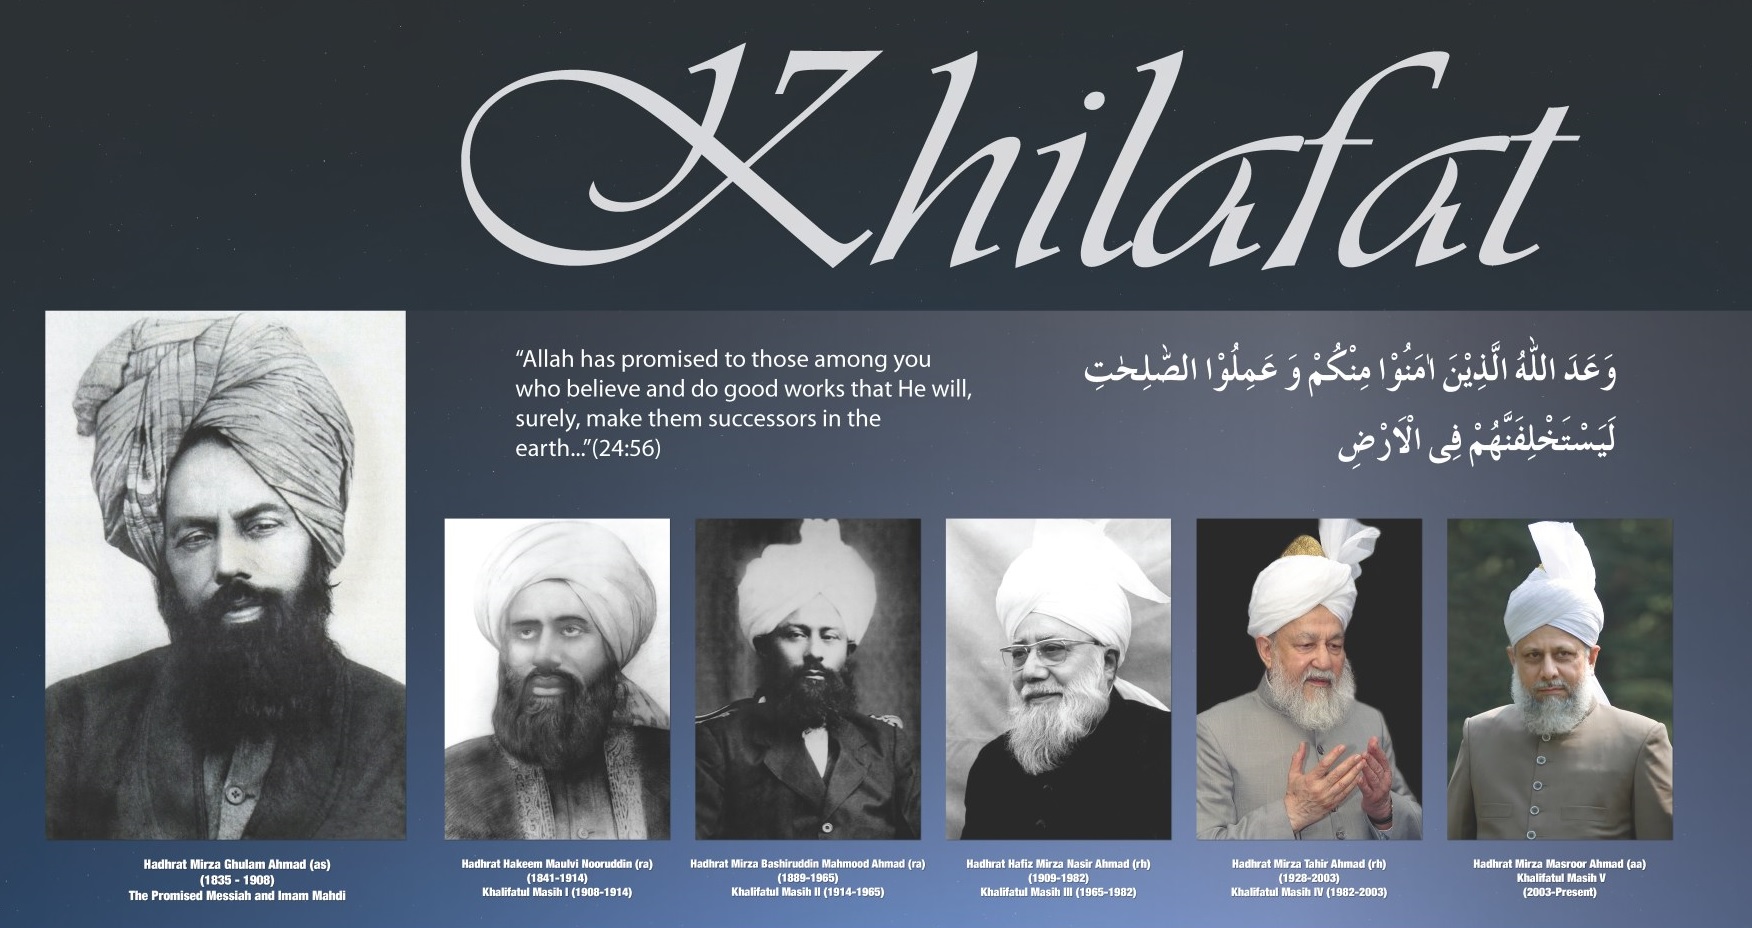 Khilafat
“Allah has promised to those among you
who believe and do good works that He will,
surely, make them successors in the
earth...”(24:56)
وَعَدَ اللّٰهُ الَّذِيْنَ اٰمَنُوْا مِنْكُمْ وَ عَمِلُوْا الصّٰلِحٰتِ
لَيَسْتَخْلِفَنَّهُمْ فِى الْاَرْضِ
Hadhrat Mirza Ghulam Ahmad (as)
(1835 - 1908)
The Promised Messiah and Imam Mahdi
Hadhrat Hakeem Maulvi Nooruddin (ra)
(1841-1914)
Khalifatul Masih I (1908-1914)
Hadhrat Mirza Bashiruddin Mahmood Ahmad (ra)
(1889-1965)
Khalifatul Masih II (1914-1965)
Hadhrat Hafiz Mirza Nasir Ahmad (rh)
(1909-1982)
Khalifatul Masih III (1965-1982)
Hadhrat Mirza Tahir Ahmad (rh)
(1928-2003)
Khalifatul Masih IV (1982-2003)
Hadhrat Mirza Masroor Ahmad (aa)
Khalifatul Masih V
(2003-Present)